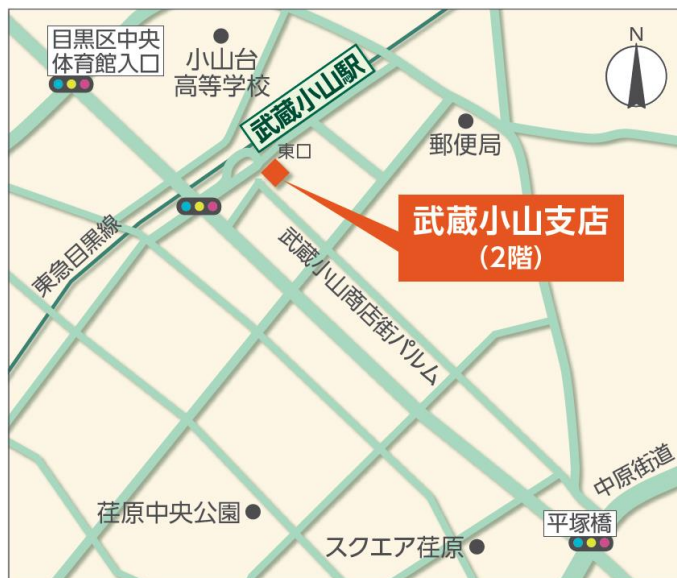 目黒区中央
体育館入口
小山台
高等学校
N
武蔵小山駅
東口
郵便局
武蔵小山支店
(2階)
東急目黒線
武蔵小山商店街パルム
中原街道
荏原中央公園
平塚橋
スクエア荏原